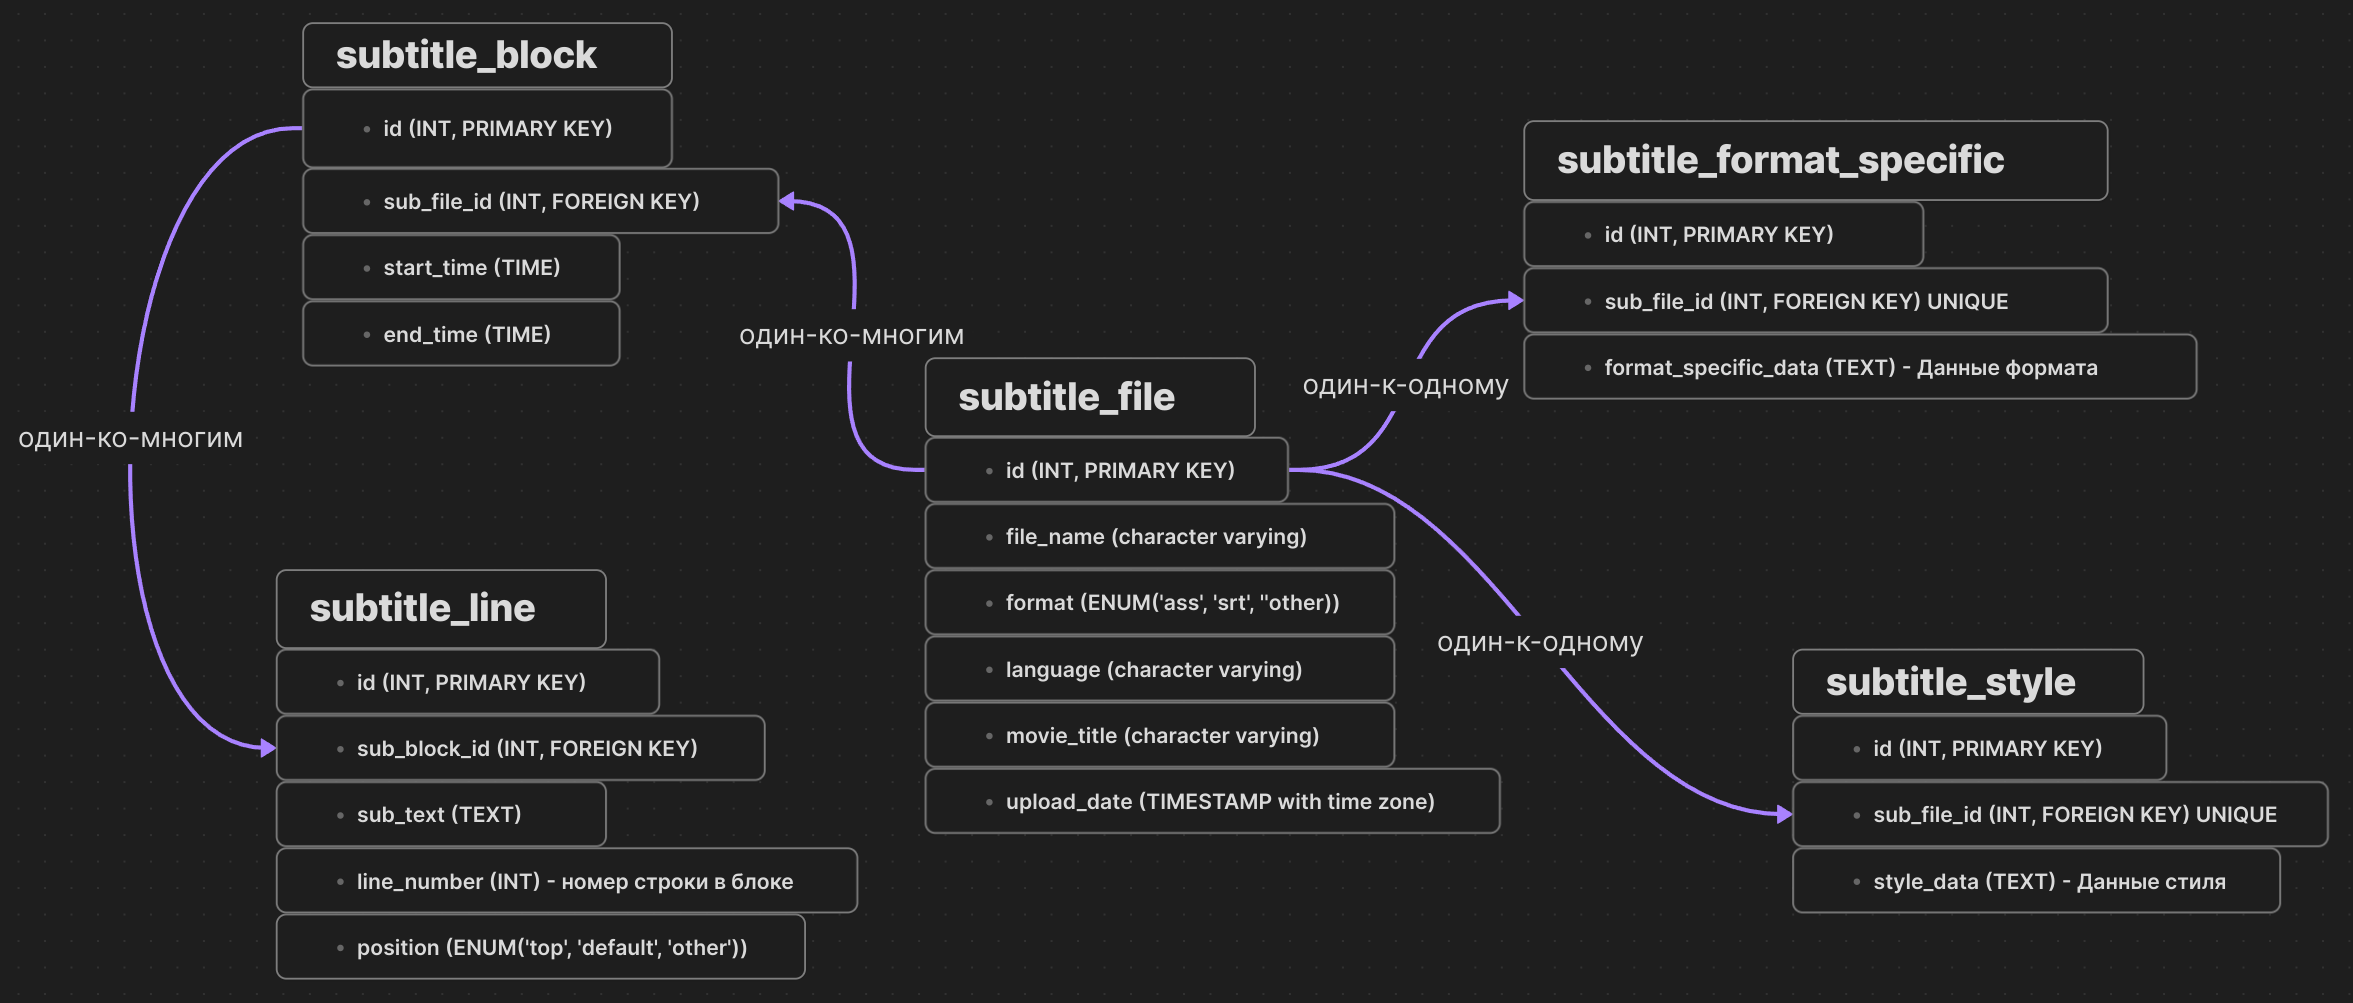 subtitle_block
id (INT, PRIMARY KEY)
sub_file_id (INT, FOREIGN KEY)
start_time (TIME)
end_time (TIME)
один-ко-многим
один-ко-многим
subtitle_line
id (INT, PRIMARY KEY)
sub_block_id (INT, FOREIGN KEY)
sub_text (TEXT)
line_number (INT) - номер строки в блоке
position (ENUM('top', 'default', 'other'))
subtitle_file
id (INT, PRIMARY KEY)
file_name (character varying)
format (ENUM('ass', 'srt', ''other))
language (character varying)
movie_title (character varying)
upload_date (TIMESTAMP with time zone)
один-к-одному
один-к-одному
subtitle_format_specific
id (INT, PRIMARY KEY)
sub_file_id (INT, FOREIGN KEY) UNIQUE
format_specific_data (TEXT) - Данные формата
subtitle_style
id (INT, PRIMARY KEY)
sub_file_id (INT, FOREIGN KEY) UNIQUE
style_data (TEXT) - Данные стиля